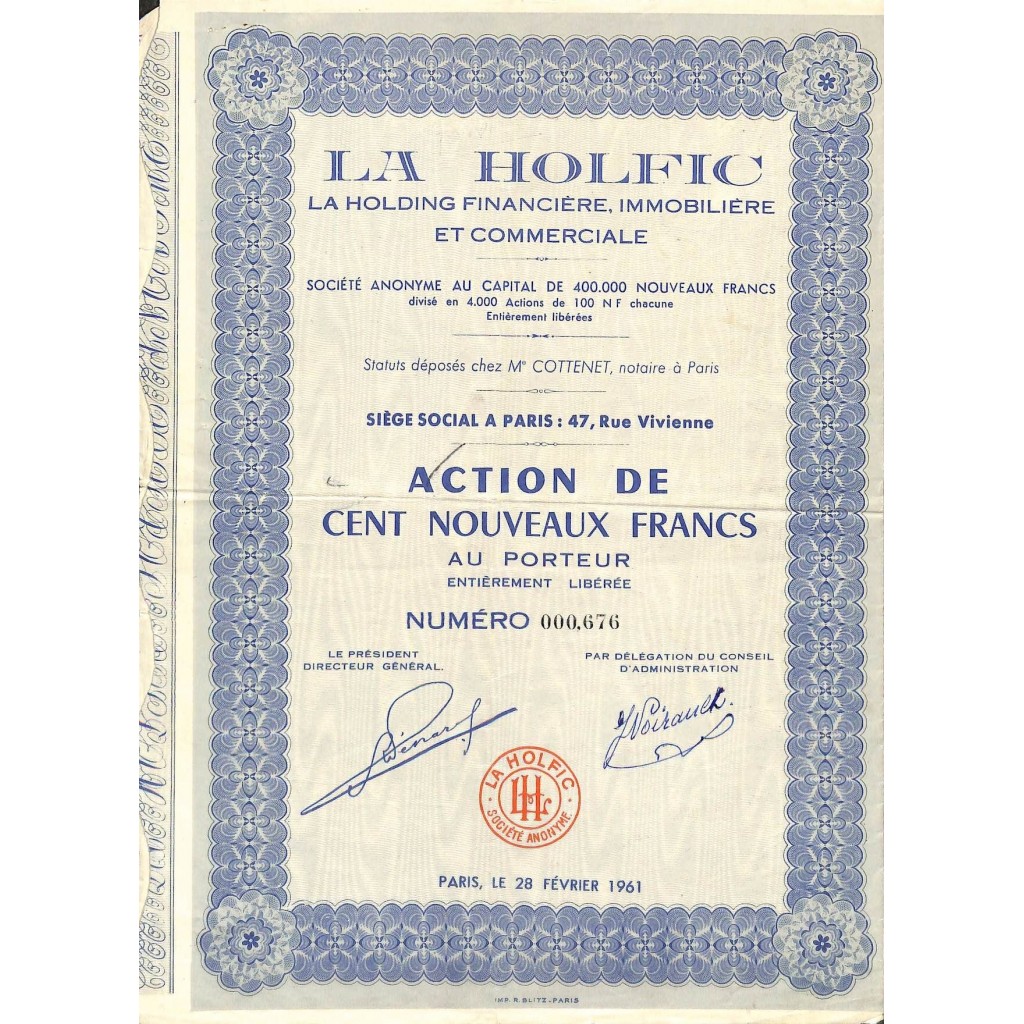 LA HOLFIC
LA HOLDING FINANCIÈRE, IMMOBILIÈRE
ET COMMERCIALE
SOCIÉTÉ ANONYME AU CAPITAL DE 400.000 NOUVEAUX FRANCS
divisé en 4.000 Actions de 100 N F chacune
Entièrement libérées
Statuts déposés chez Me COTTENET, notaire à Paris
SIÈGE SOCIAL A PARIS : 47, Rue Vivienne
ACTION DE
CENT NOUVEAUX FRANCS
AU PORTEUR
ENTIÈREMENT LIBÉRÉE
NUMÉRO 000,676
LE PRÉSIDENT
DIRECTEUR GÉNÉRAL.
PAR DÉLÉGATION DU CONSEIL
D'ADMINISTRATION
LA HOLFIC
SOCIÉTÉ ANONYME
PARIS, LE 28 FÉVRIER 1961
IMP. R. BLITZ-PARIS